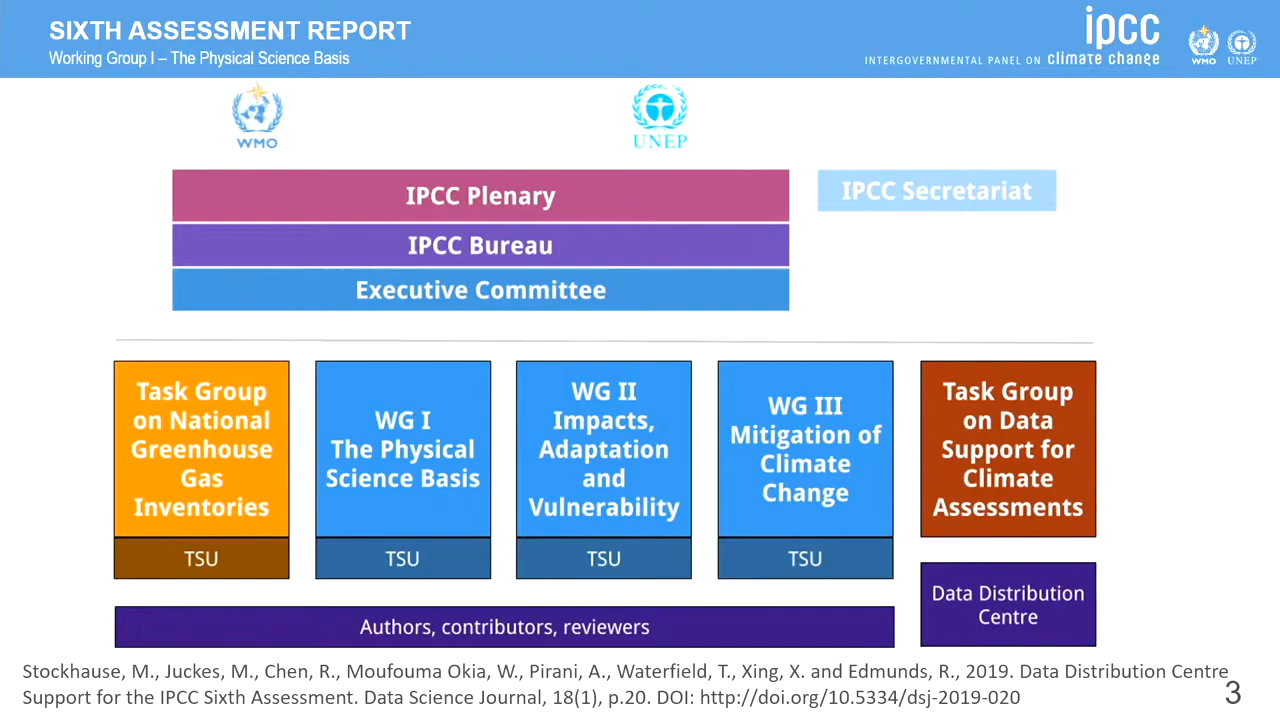 SIXTH ASSESSMENT REPORT
Working Group I – The Physical Science Basis
ipcc
INTERGOVERNMENTAL PANEL ON climate change
WMO
UNEP
WMO
UNEP
IPCC Plenary
IPCC Secretariat
IPCC Bureau
Executive Committee
Task Group
on National
Greenhouse
Gas
Inventories
TSU
WG I
The Physical
Science Basis
TSU
WG II
Impacts,
Adaptation
and
Vulnerability
TSU
WG III
Mitigation of
Climate
Change
TSU
Task Group
on Data
Support for
Climate
Assessments
Data Distribution
Centre
Authors, contributors, reviewers
Stockhause, M., Juckes, M., Chen, R., Moufouma Okia, W., Pirani, A., Waterfield, T., Xing, X. and Edmunds, R., 2019. Data Distribution Centre
Support for the IPCC Sixth Assessment. Data Science Journal, 18(1), p.20. DOI: http://doi.org/10.5334/dsj-2019-020
3